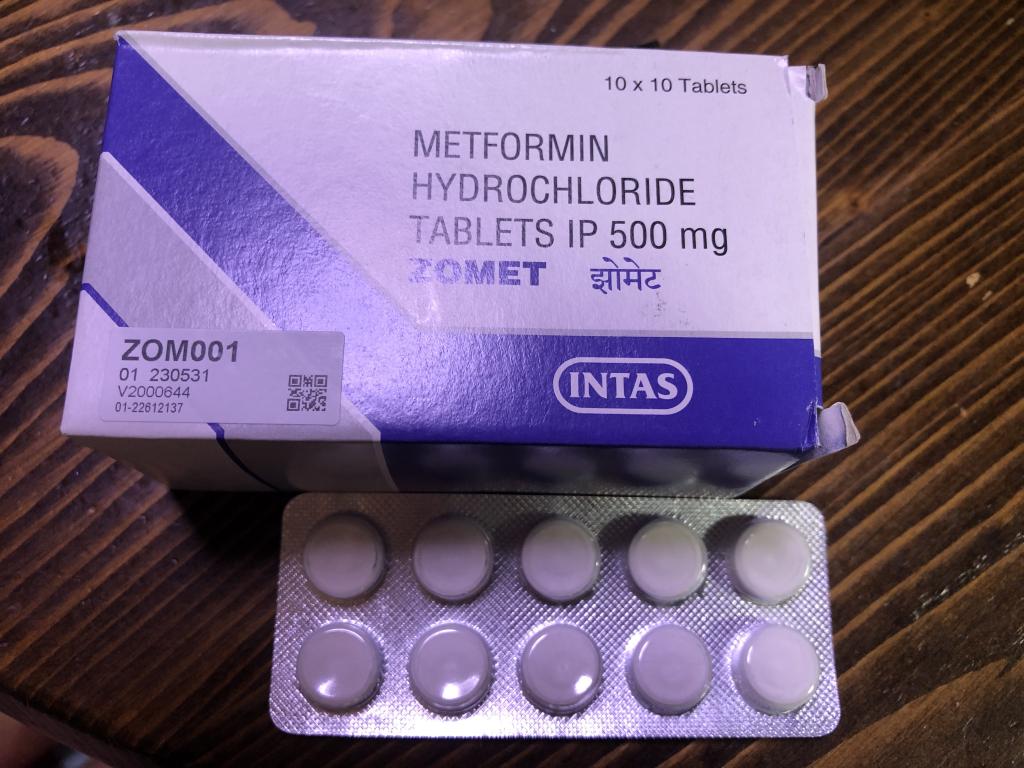 10 x 10 Tablets
METFORMIN
HYDROCHLORIDE
TABLETS IP 500 mg
ZOMET झोमेट
INTAS
ZOM001
01 230531
V2000644
01-22612137